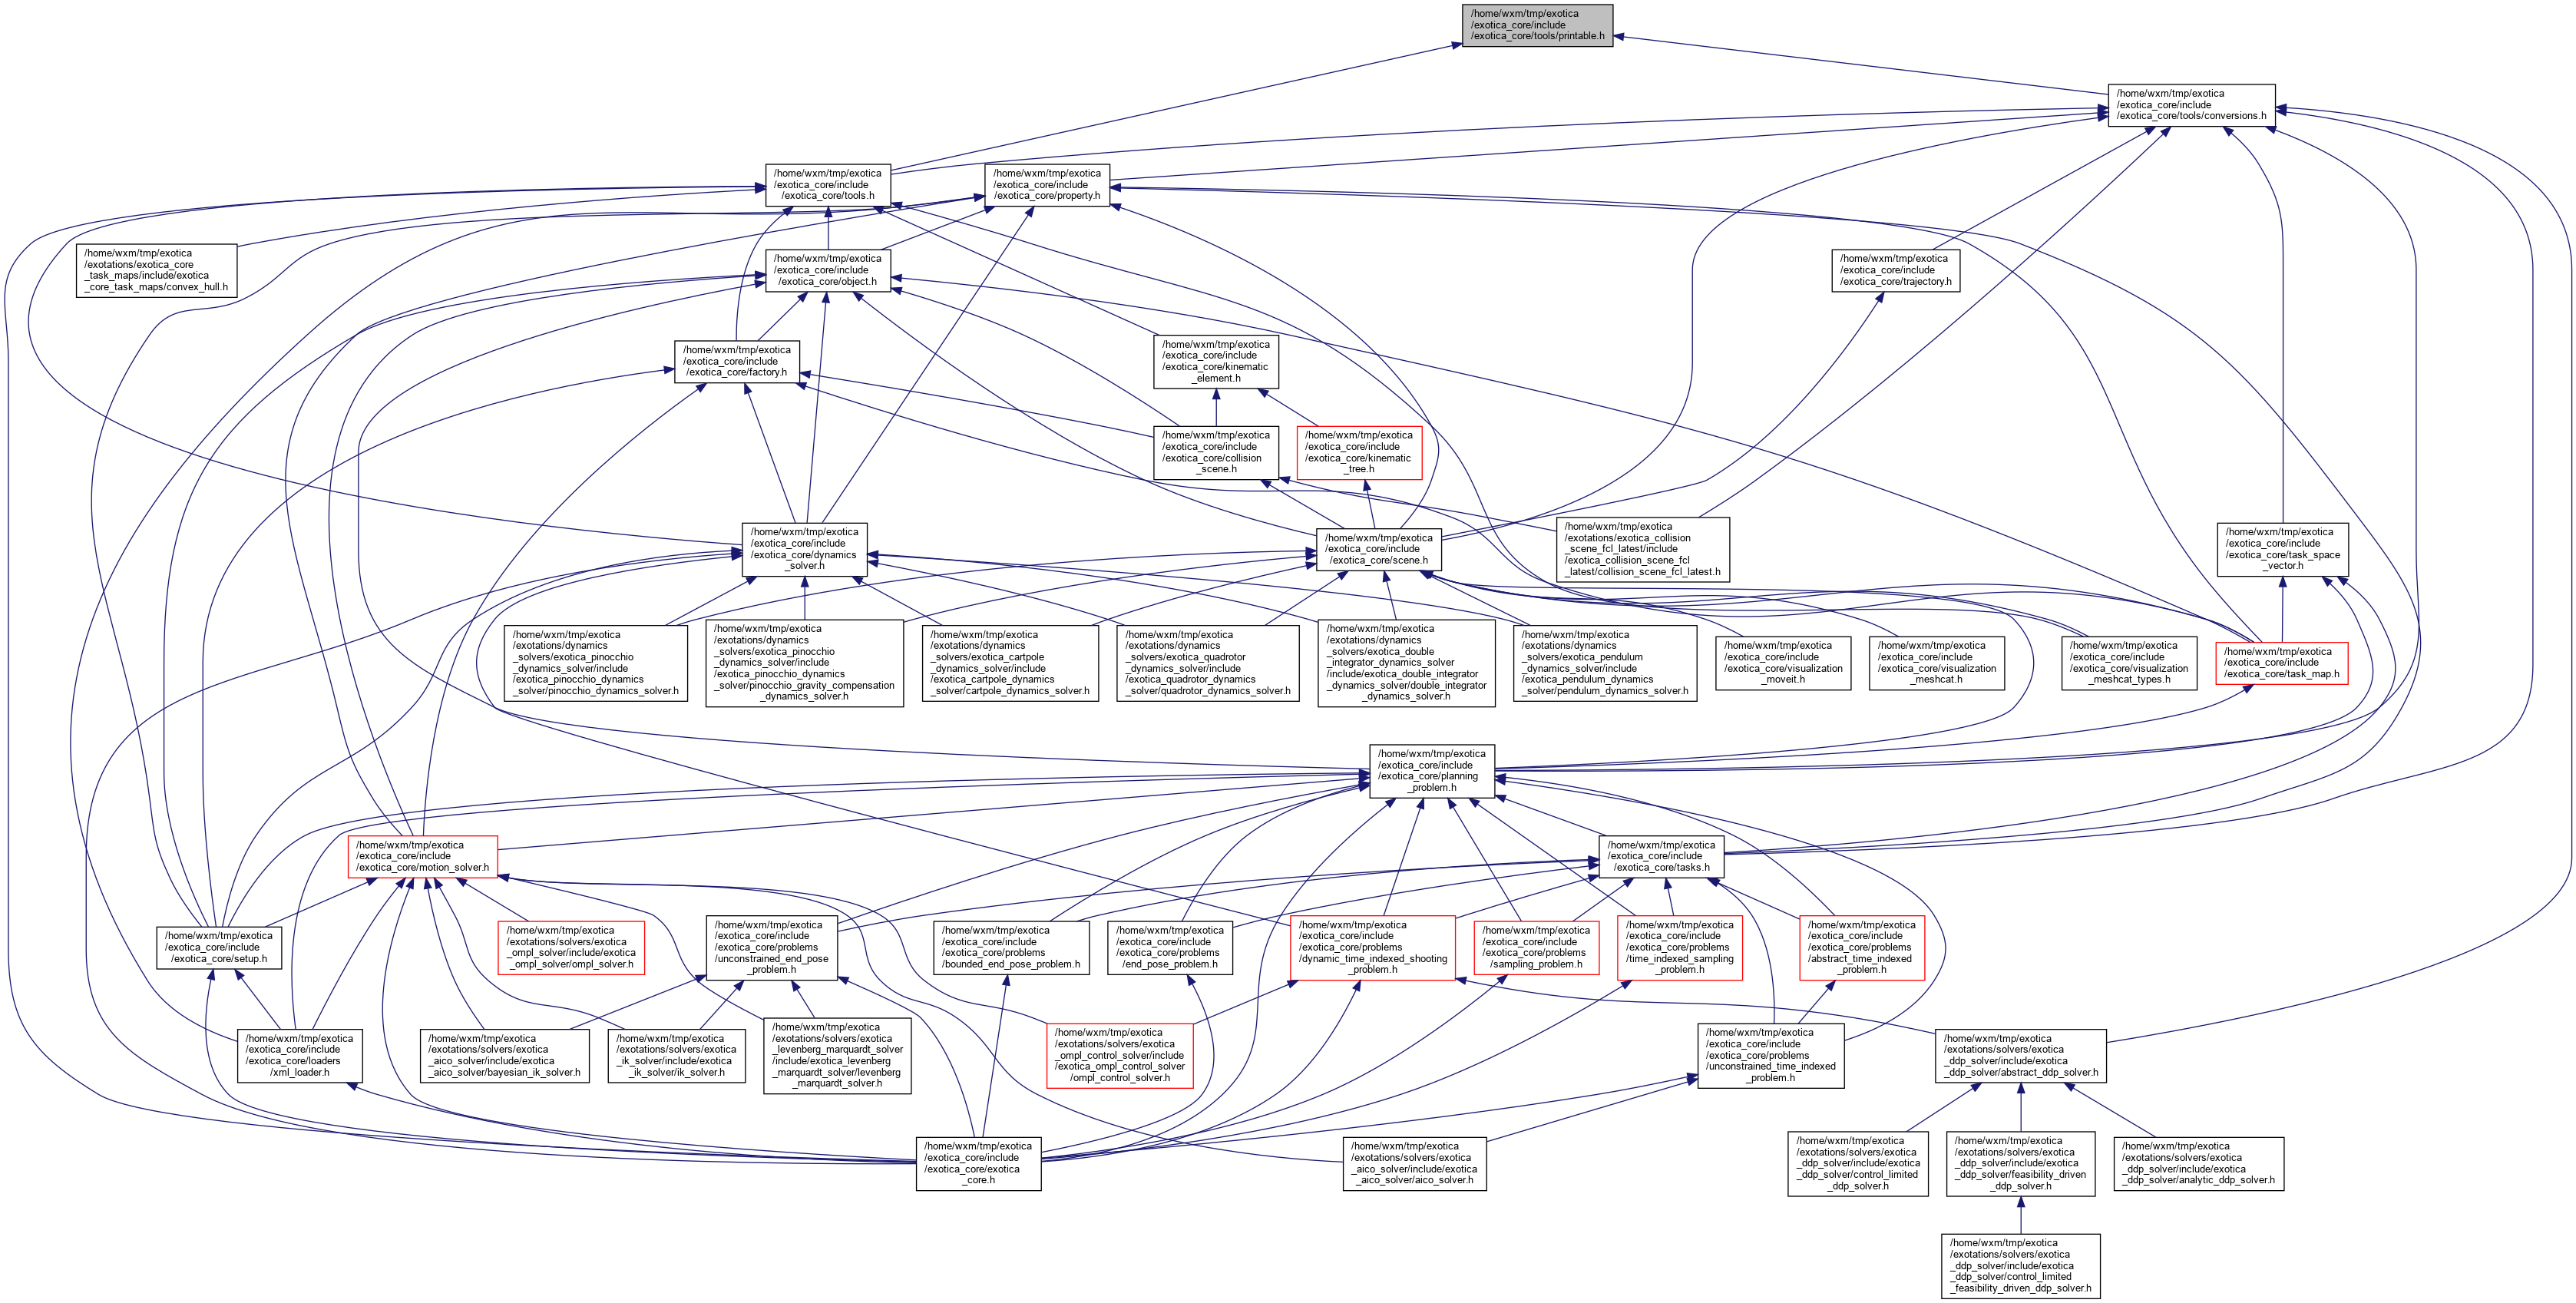 /home/wxm/tmp/exotica
/exotica_core/include
/exotica_core/tools/printable.h
/home/wxm/tmp/exotica
/exotica_core/include
/exotica_core/tools/conversions.h
/home/wxm/tmp/exotica
/exotica_core/include
/exotica_core/tools.h
/home/wxm/tmp/exotica
/exotica_core/include
/exotica_core/property.h
/home/wxm/tmp/exotica
/exotations/exotica_core
_task_maps/include/exotica
_core_task_maps/convex_hull.h
/home/wxm/tmp/exotica
/exotica_core/include
/exotica_core/object.h
/home/wxm/tmp/exotica
/exotica_core/include
/exotica_core/trajectory.h
/home/wxm/tmp/exotica
/exotica_core/include
/exotica_core/factory.h
/home/wxm/tmp/exotica
/exotica_core/include
/exotica_core/kinematic
_element.h
/home/wxm/tmp/exotica
/exotica_core/include
/exotica_core/collision
_scene.h
/home/wxm/tmp/exotica
/exotica_core/include
/exotica_core/kinematic
_tree.h
/home/wxm/tmp/exotica
/exotica_core/include
/exotica_core/dynamics
_solver.h
/home/wxm/tmp/exotica
/exotica_core/include
/exotica_core/scene.h
/home/wxm/tmp/exotica
/exotations/exotica_collision
_scene_fcl_latest/include
/exotica_collision_scene_fcl
_latest/collision_scene_fcl_latest.h
/home/wxm/tmp/exotica
/exotica_core/include
/exotica_core/task_space
_vector.h
/home/wxm/tmp/exotica
/exotations/dynamics
_solvers/exotica_pinocchio
_dynamics_solver/include
/exotica_pinocchio_dynamics
_solver/pinocchio_dynamics_solver.h
/home/wxm/tmp/exotica
/exotations/dynamics
_solvers/exotica_pinocchio
_dynamics_solver/include
/exotica_pinocchio_dynamics
_solver/pinocchio_gravity_compensation
_dynamics_solver.h
/home/wxm/tmp/exotica
/exotations/dynamics
_solvers/exotica_cartpole
_dynamics_solver/include
/exotica_cartpole_dynamics
_solver/cartpole_dynamics_solver.h
/home/wxm/tmp/exotica
/exotations/dynamics
_solvers/exotica_quadrotor
_dynamics_solver/include
/exotica_quadrotor_dynamics
_solver/quadrotor_dynamics_solver.h
/home/wxm/tmp/exotica
/exotations/dynamics
_solvers/exotica_double
_integrator_dynamics_solver
/include/exotica_double_integrator
_dynamics_solver/double_integrator
_dynamics_solver.h
/home/wxm/tmp/exotica
/exotations/dynamics
_solvers/exotica_pendulum
_dynamics_solver/include
/exotica_pendulum_dynamics
_solver/pendulum_dynamics_solver.h
/home/wxm/tmp/exotica
/exotica_core/include
/exotica_core/visualization
_moveit.h
/home/wxm/tmp/exotica
/exotica_core/include
/exotica_core/visualization
_meshcat.h
/home/wxm/tmp/exotica
/exotica_core/include
/exotica_core/visualization
_meshcat_types.h
/home/wxm/tmp/exotica
/exotica_core/include
/exotica_core/task_map.h
/home/wxm/tmp/exotica
/exotica_core/include
/exotica_core/planning
_problem.h
/home/wxm/tmp/exotica
/exotica_core/include
/exotica_core/motion_solver.h
/home/wxm/tmp/exotica
/exotica_core/include
/exotica_core/tasks.h
/home/wxm/tmp/exotica
/exotica_core/include
/exotica_core/setup.h
/home/wxm/tmp/exotica
/exotations/solvers/exotica
_ompl_solver/include/exotica
_ompl_solver/ompl_solver.h
/home/wxm/tmp/exotica
/exotica_core/include
/exotica_core/problems
/unconstrained_end_pose
_problem.h
/home/wxm/tmp/exotica
/exotica_core/include
/exotica_core/problems
/bounded_end_pose_problem.h
/home/wxm/tmp/exotica
/exotica_core/include
/exotica_core/problems
/end_pose_problem.h
/home/wxm/tmp/exotica
/exotica_core/include
/exotica_core/problems
/dynamic_time_indexed_shooting
_problem.h
/home/wxm/tmp/exotica
/exotica_core/include
/exotica_core/problems
/sampling_problem.h
/home/wxm/tmp/exotica
/exotica_core/include
/exotica_core/problems
/time_indexed_sampling
_problem.h
/home/wxm/tmp/exotica
/exotica_core/include
/exotica_core/problems
/abstract_time_indexed
_problem.h
/home/wxm/tmp/exotica
/exotica_core/include
/exotica_core/loaders
/xml_loader.h
/home/wxm/tmp/exotica
/exotations/solvers/exotica
_aico_solver/include/exotica
_aico_solver/bayesian_ik_solver.h
/home/wxm/tmp/exotica
/exotations/solvers/exotica
_ik_solver/include/exotica
_ik_solver/ik_solver.h
/home/wxm/tmp/exotica
/exotations/solvers/exotica
_levenberg_marquardt_solver
/include/exotica_levenberg
_marquardt_solver/levenberg
_marquardt_solver.h
/home/wxm/tmp/exotica
/exotations/solvers/exotica
_ompl_control_solver/include
/exotica_ompl_control_solver
/ompl_control_solver.h
/home/wxm/tmp/exotica
/exotica_core/include
/exotica_core/problems
/unconstrained_time_indexed
_problem.h
/home/wxm/tmp/exotica
/exotations/solvers/exotica
_ddp_solver/include/exotica
_ddp_solver/abstract_ddp_solver.h
/home/wxm/tmp/exotica
/exotica_core/include
/exotica_core/exotica
_core.h
/home/wxm/tmp/exotica
/exotations/solvers/exotica
_aico_solver/include/exotica
_aico_solver/aico_solver.h
/home/wxm/tmp/exotica
/exotations/solvers/exotica
_ddp_solver/include/exotica
_ddp_solver/control_limited
_ddp_solver.h
/home/wxm/tmp/exotica
/exotations/solvers/exotica
_ddp_solver/include/exotica
_ddp_solver/feasibility_driven
_ddp_solver.h
/home/wxm/tmp/exotica
/exotations/solvers/exotica
_ddp_solver/include/exotica
_ddp_solver/analytic_ddp_solver.h
/home/wxm/tmp/exotica
/exotations/solvers/exotica
_ddp_solver/include/exotica
_ddp_solver/control_limited
_feasibility_driven_ddp_solver.h